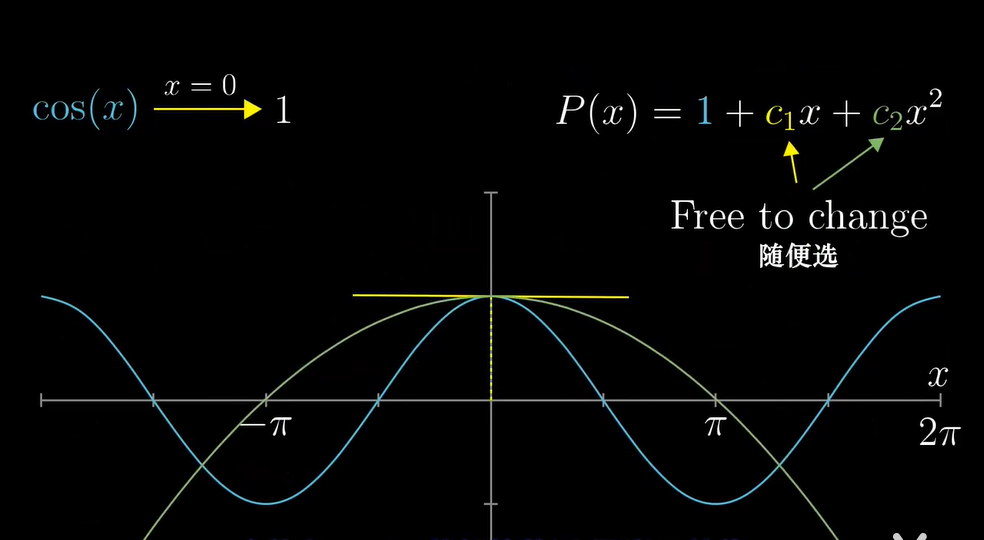 x = 0
cos(x) → 1
P(x) = 1 + c₁x + c₂x²
Free to change
随便选
x
−π
π
2π